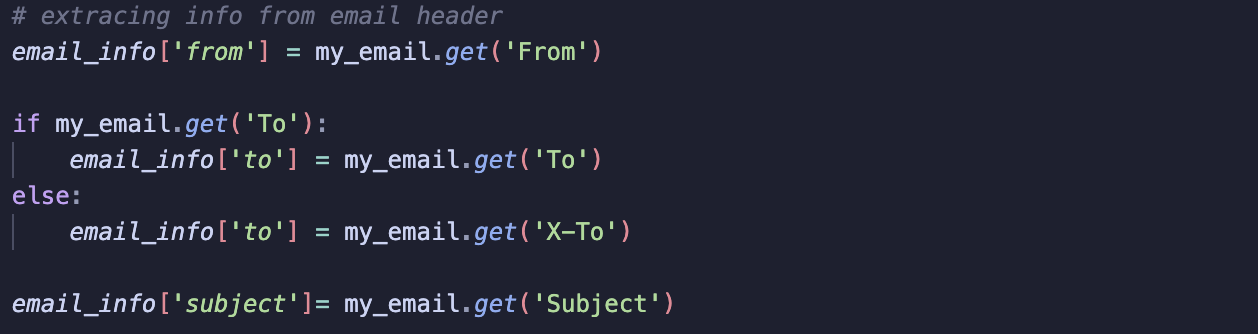 # extracing info from email header
email_info['from'] = my_email.get('From')
if my_email.get('To'):
    email_info['to'] = my_email.get('To')
else:
    email_info['to'] = my_email.get('X-To')
email_info['subject']= my_email.get('Subject')